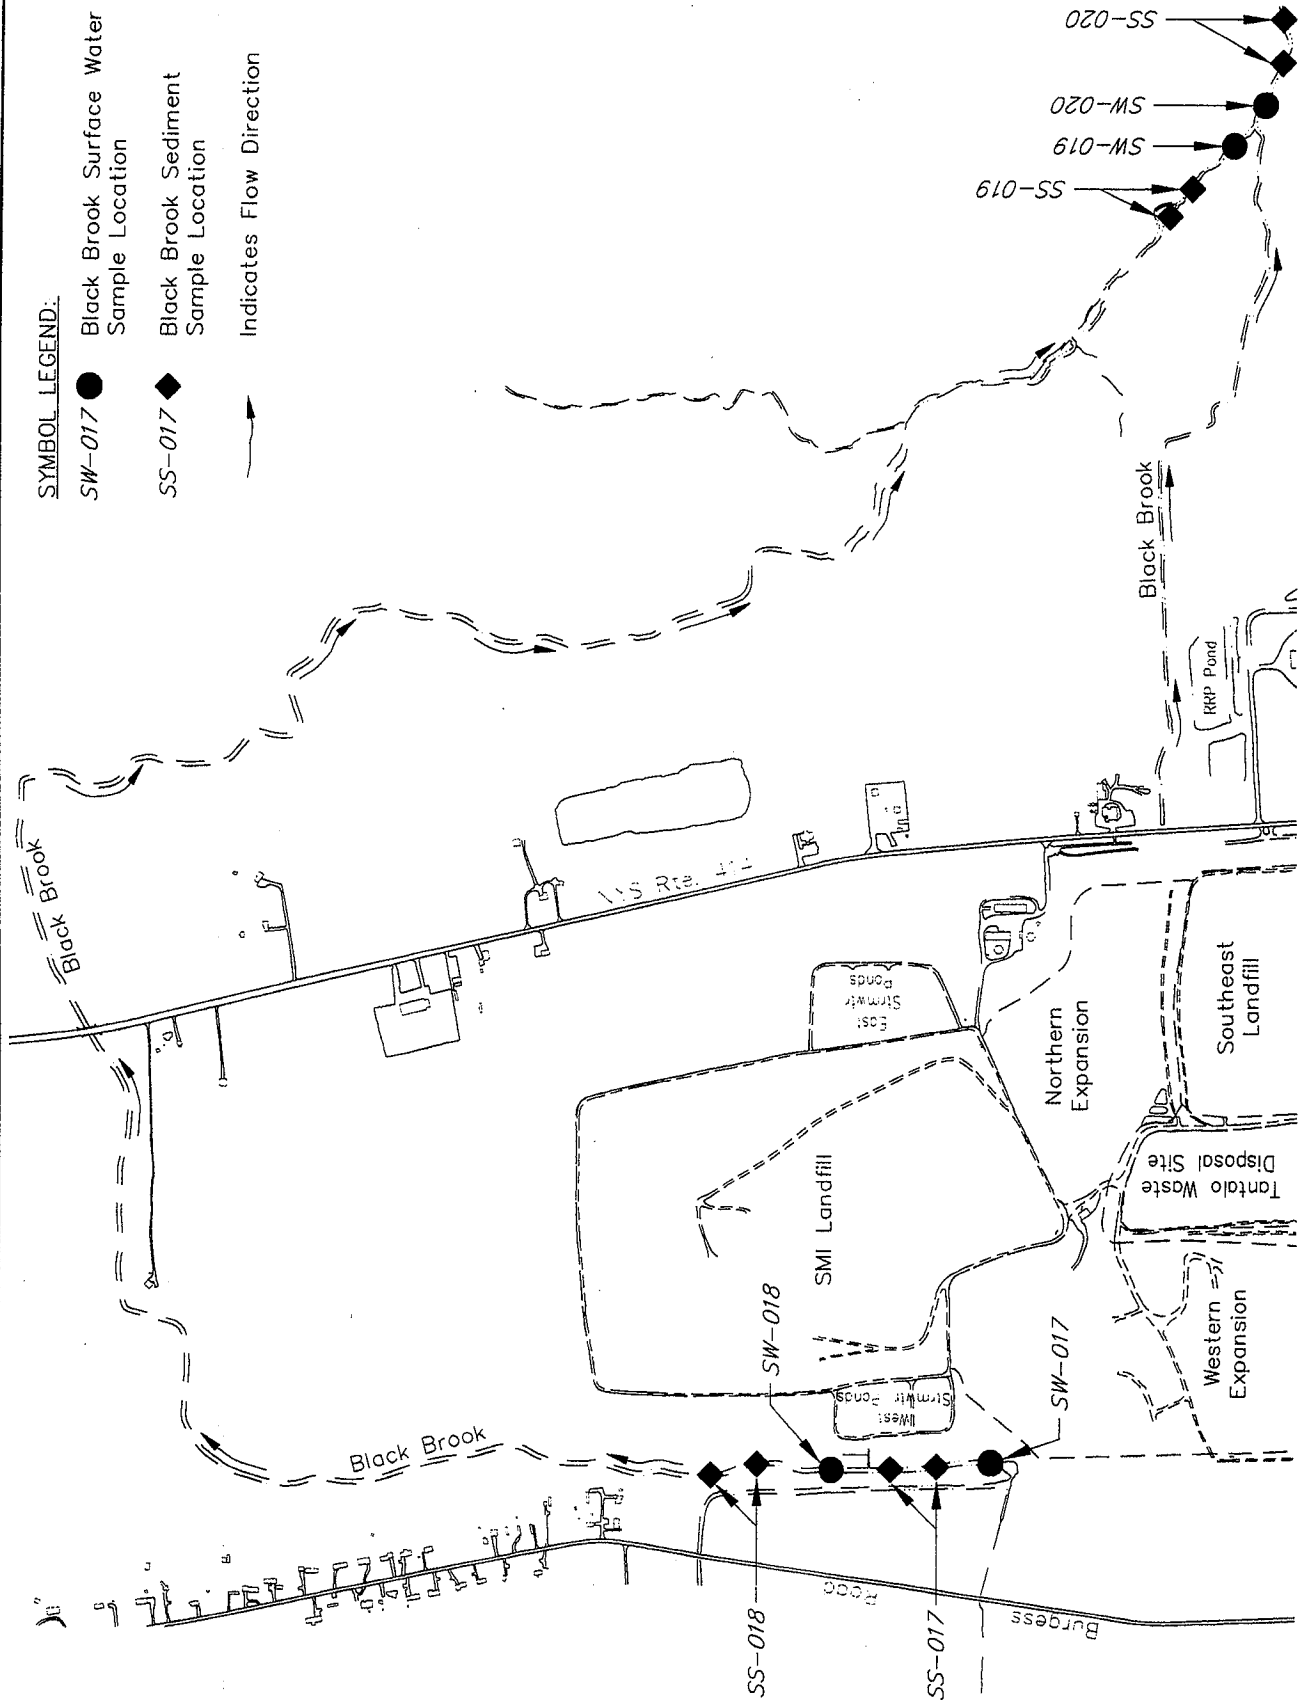 SYMBOL LEGEND:
SW-017
Black Brook Surface Water
Sample Location
SS-017
Black Brook Sediment
Sample Location
Indicates Flow Direction
SS-020
SW-020
SW-019
SS-019
Black Brook
Black Brook
Black Brook
RRP Pond
NYS Rte. 414
East
Strmwtr
Ponds
Northern
Expansion
Southeast
Landfill
SMI Landfill
Tantalo Waste
Disposal Site
Western
Expansion
West
Strmwtr Ponds
SW-018
SW-017
SS-018
SS-017
Burgess Road